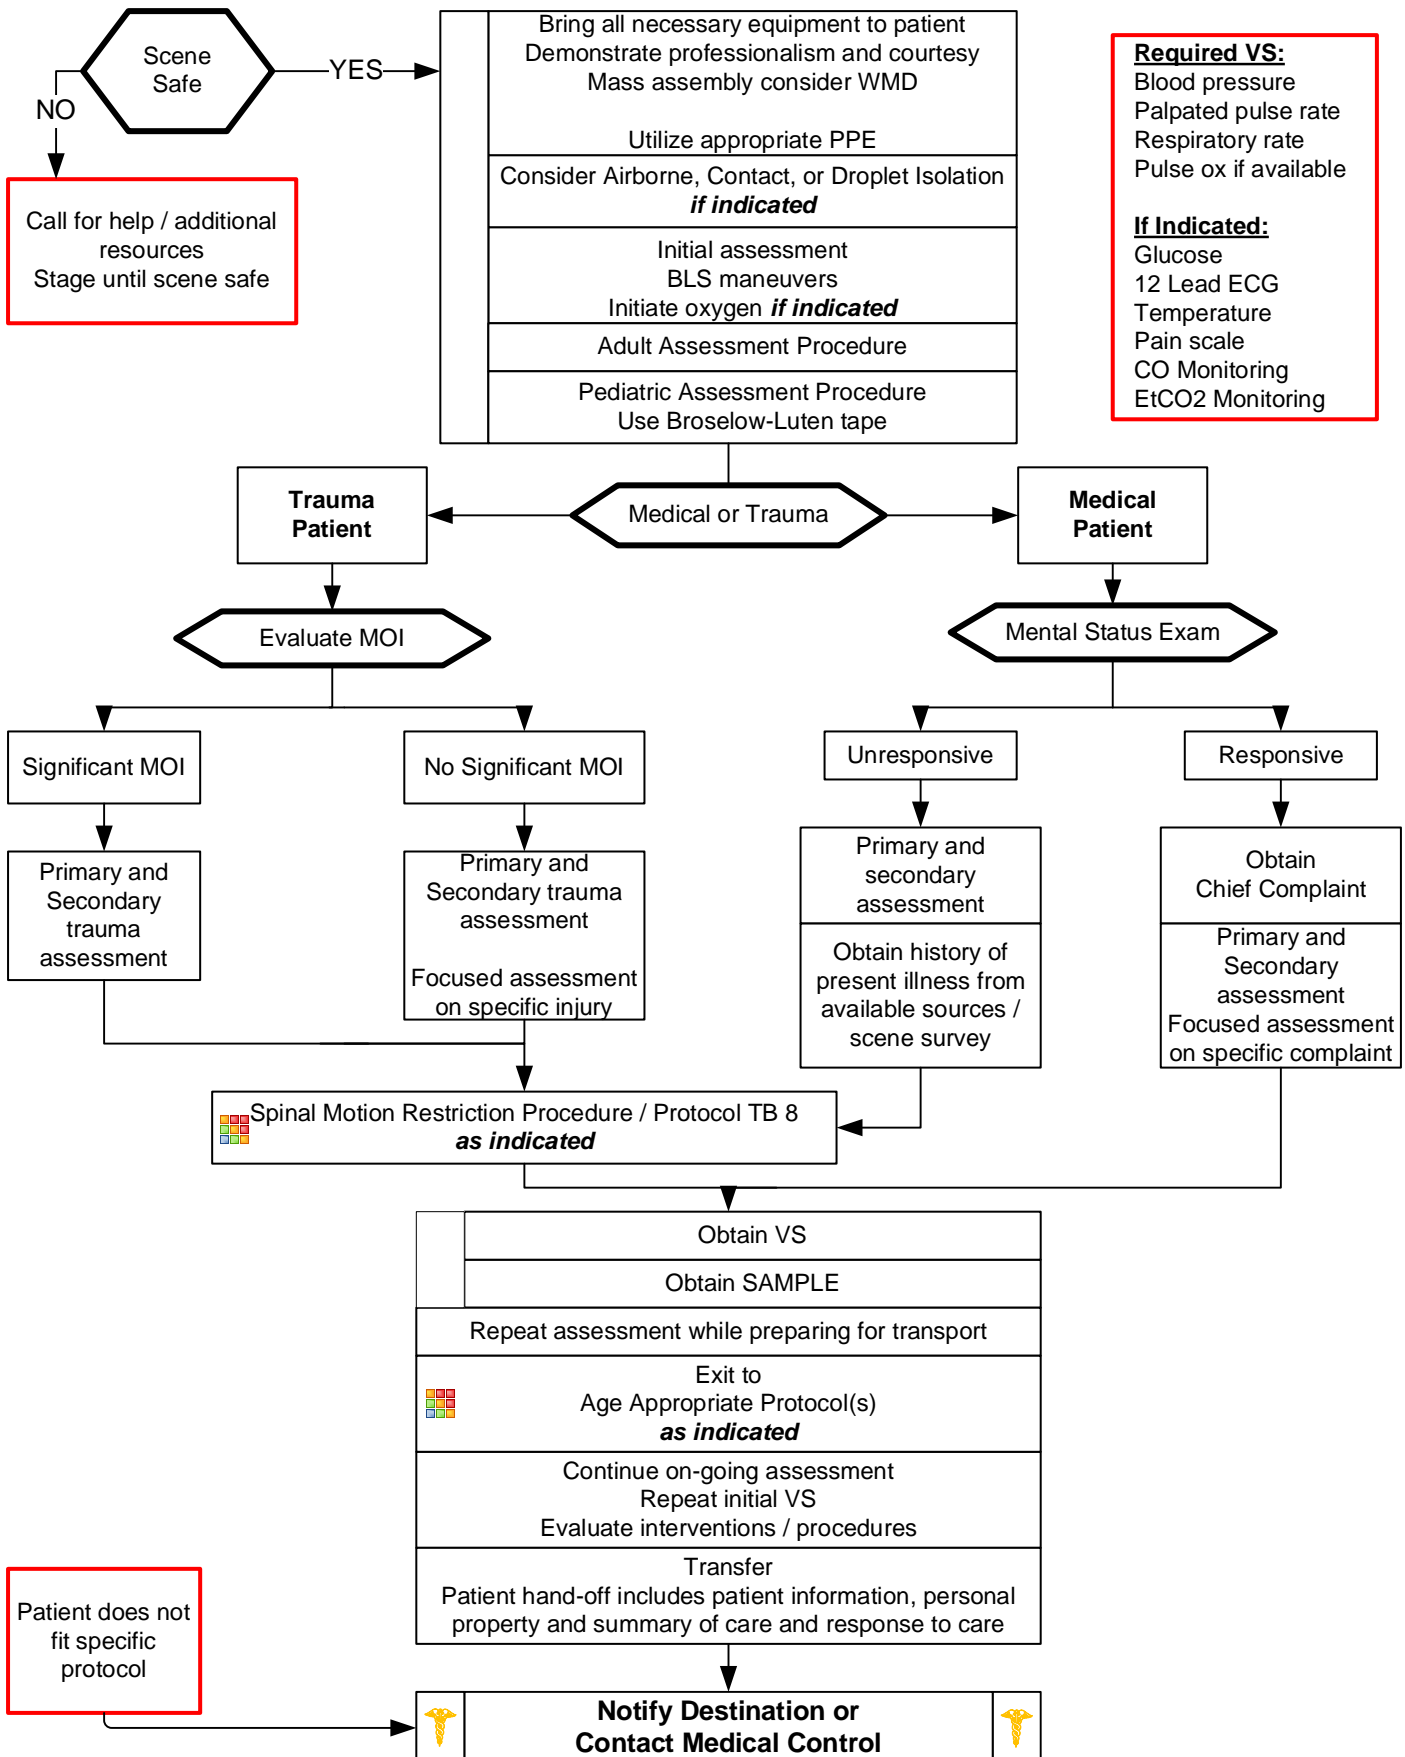 Scene
Safe
YES
NO
Call for help / additional
resources
Stage until scene safe
Bring all necessary equipment to patient
Demonstrate professionalism and courtesy
Mass assembly consider WMD
Utilize appropriate PPE
Consider Airborne, Contact, or Droplet Isolation
if indicated
Initial assessment
BLS maneuvers
Initiate oxygen if indicated
Adult Assessment Procedure
Pediatric Assessment Procedure
Use Broselow-Luten tape
Required VS:
Blood pressure
Palpated pulse rate
Respiratory rate
Pulse ox if available
If Indicated:
Glucose
12 Lead ECG
Temperature
Pain scale
CO Monitoring
EtCO2 Monitoring
Trauma
Patient
Medical or Trauma
Medical
Patient
Evaluate MOI
Mental Status Exam
Significant MOI
No Significant MOI
Unresponsive
Responsive
Primary and
Secondary
trauma
assessment
Primary and
Secondary trauma
assessment
Focused assessment
on specific injury
Primary and
secondary
assessment
Obtain history of
present illness from
available sources /
scene survey
Obtain
Chief Complaint
Primary and
Secondary
assessment
Focused assessment
on specific complaint
Spinal Motion Restriction Procedure / Protocol TB 8
as indicated
Obtain VS
Obtain SAMPLE
Repeat assessment while preparing for transport
Exit to
Age Appropriate Protocol(s)
as indicated
Continue on-going assessment
Repeat initial VS
Evaluate interventions / procedures
Transfer
Patient hand-off includes patient information, personal
property and summary of care and response to care
Patient does not
fit specific
protocol
Notify Destination or
Contact Medical Control